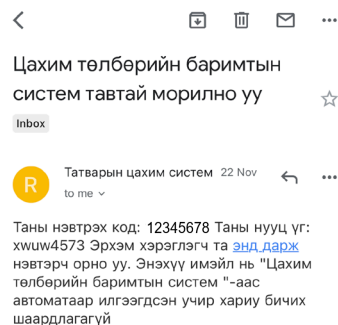 Цахим төлбөрийн баримтын
систем тавтай морилно уу
Inbox
R
Татварын цахим систем 22 Nov
to me
Таны нэвтрэх код: 12345678 Таны нууц үг:
xwuw4573 Эрхэм хэрэглэгч та энд дарж
нэвтэрч орно уу. Энэхүү имэйл нь "Цахим
төлбөрийн баримтын систем "-аас
автоматаар илгээгдсэн учир хариу бичих
шаардлагагүй